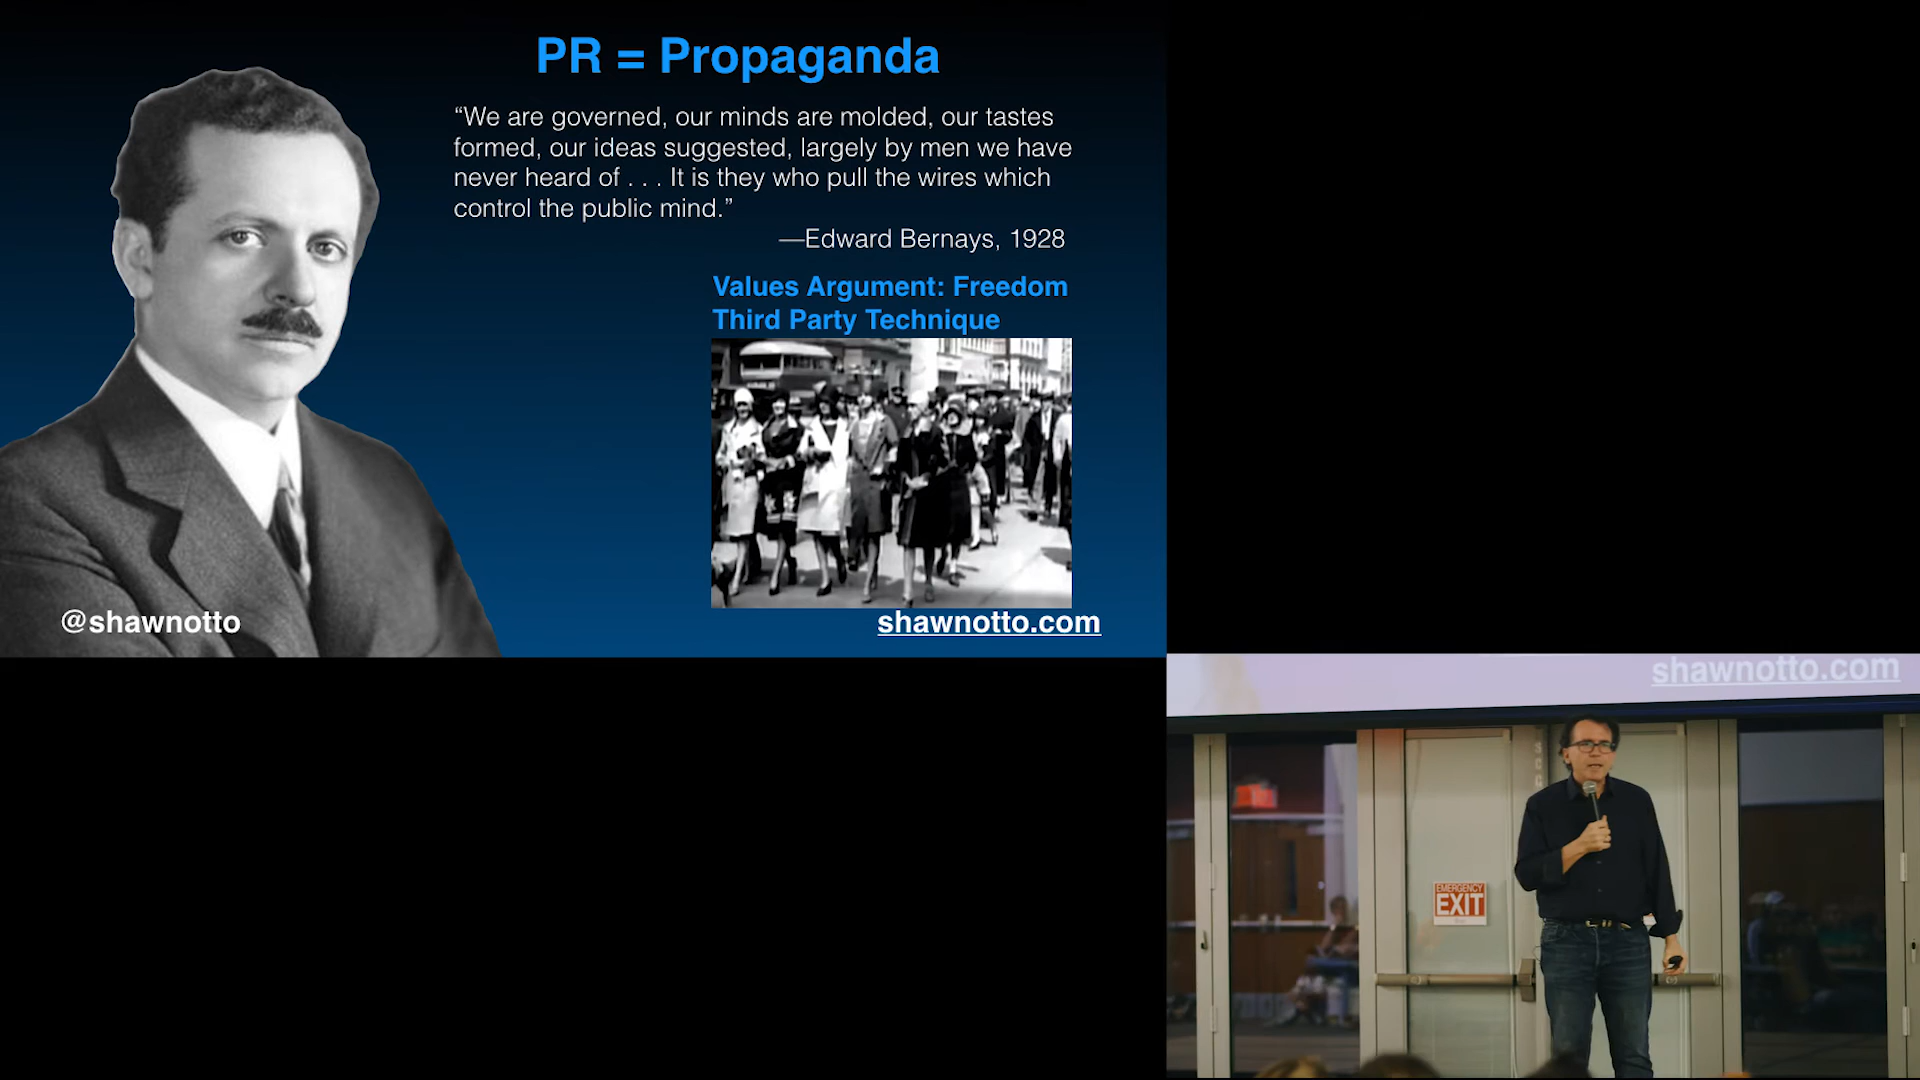 PR = Propaganda
“We are governed, our minds are molded, our tastes
formed, our ideas suggested, largely by men we have
never heard of . . . It is they who pull the wires which
control the public mind.”
—Edward Bernays, 1928
Values Argument: Freedom
Third Party Technique
@shawnotto
shawnotto.com
shawnotto.com
EMERGENCY
EXIT